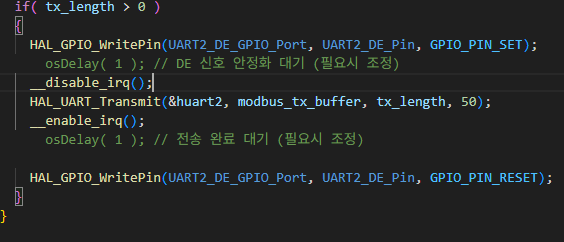 if( tx_length > 0 )
{
HAL_GPIO_WritePin(UART2_DE_GPIO_Port, UART2_DE_Pin, GPIO_PIN_SET);
osDelay( 1 ); // DE 신호 안정화 대기 (필요시 조정)
__disable_irq();
HAL_UART_Transmit(&huart2, modbus_tx_buffer, tx_length, 50);
__enable_irq();
osDelay( 1 ); // 전송 완료 대기 (필요시 조정)
HAL_GPIO_WritePin(UART2_DE_GPIO_Port, UART2_DE_Pin, GPIO_PIN_RESET);
}
}